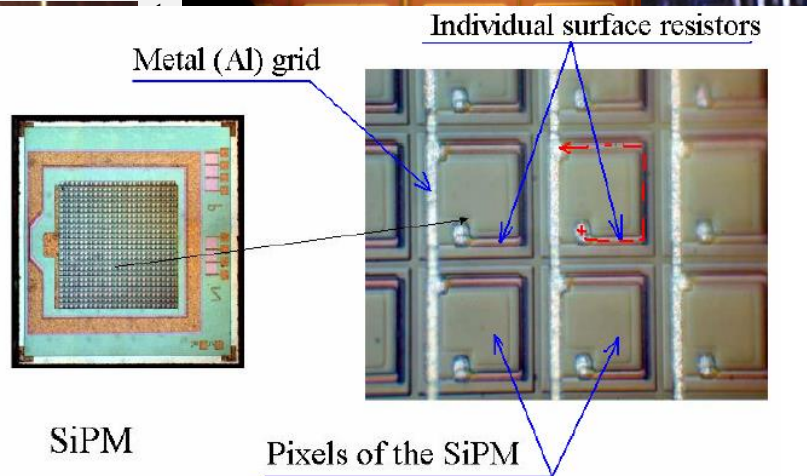 Individual surface resistors
Metal (Al) grid
SiPM
Pixels of the SiPM